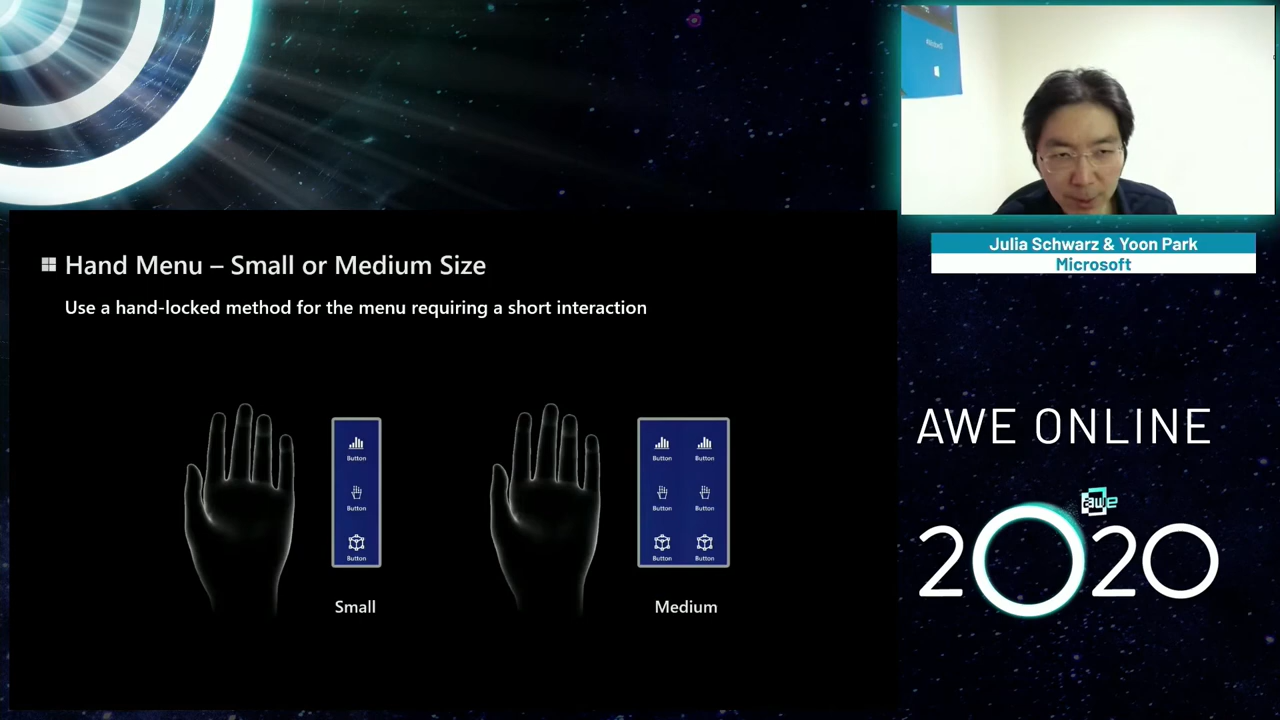 Hand Menu – Small or Medium Size
Use a hand-locked method for the menu requiring a short interaction
Button
Button
Button
Small
Button Button
Button Button
Button Button
Medium
Julia Schwarz & Yoon Park
Microsoft
AWE ONLINE
awe
2020